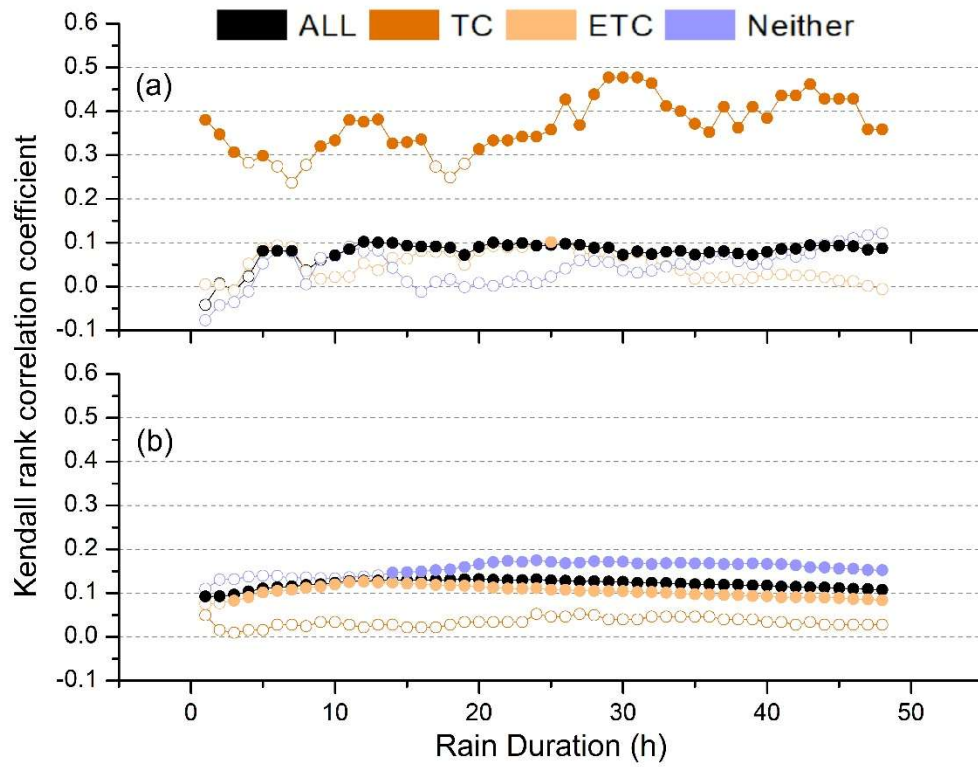 ALL TC ETC Neither
(a)
0.6
0.5
0.4
0.3
0.2
0.1
0.0
-0.1
(b)
0.6
0.5
0.4
0.3
0.2
0.1
0.0
-0.1
0 10 20 30 40 50
Rain Duration (h)
Kendall rank correlation coefficient